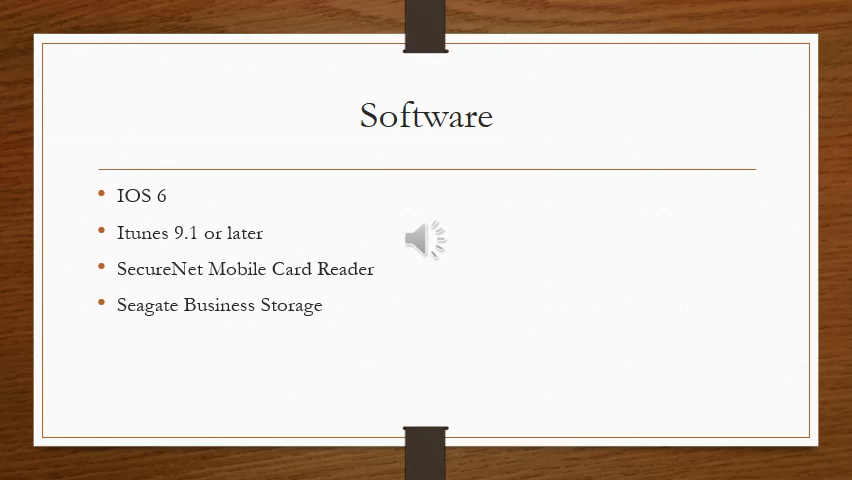 Software
• IOS 6
• Itunes 9.1 or later
• SecureNet Mobile Card Reader
• Seagate Business Storage